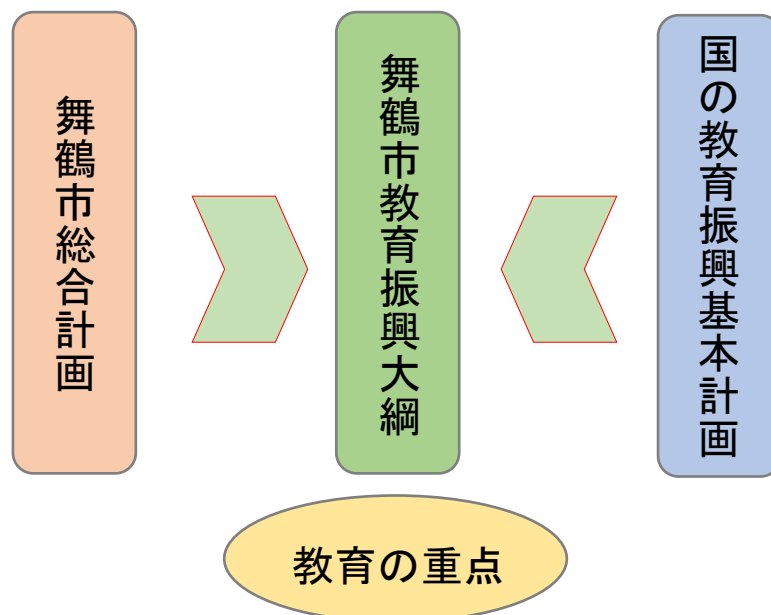 舞鶴市総合計画
舞鶴市教育振興大綱
国の教育振興基本計画
教育の重点